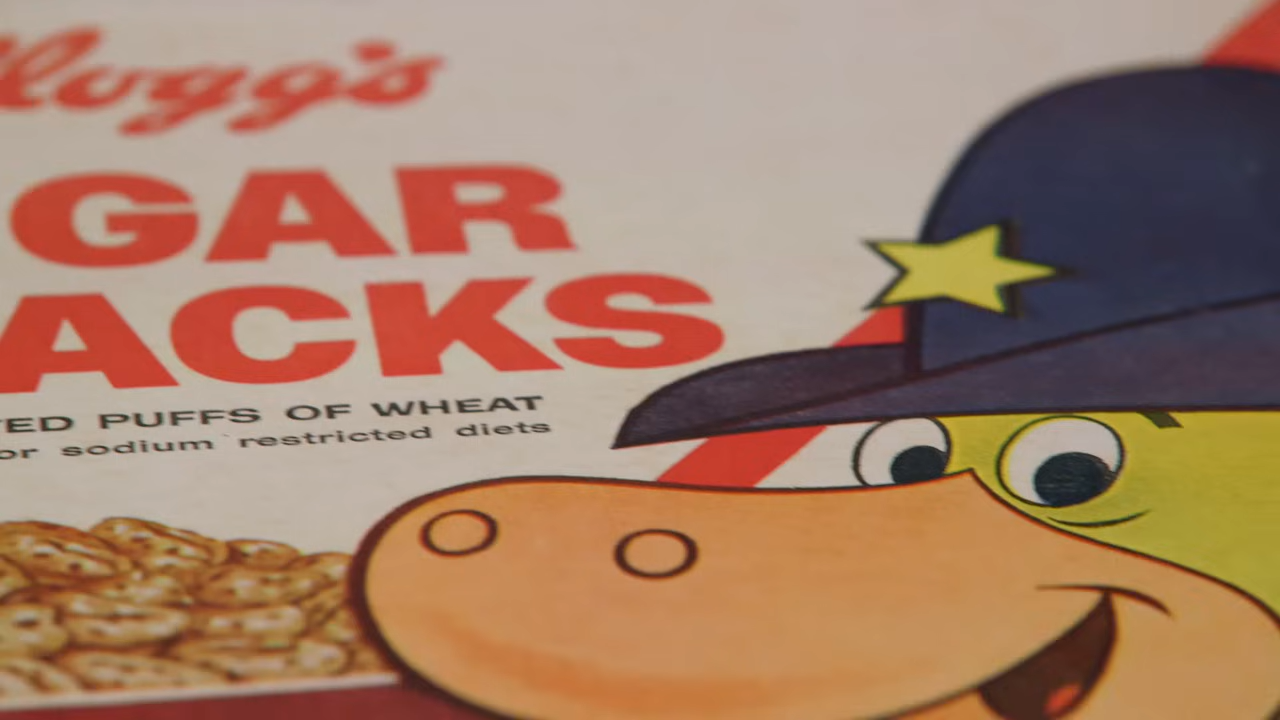 llogg's
GAR
ACKS
TED PUFFS OF WHEAT
or sodium restricted diets